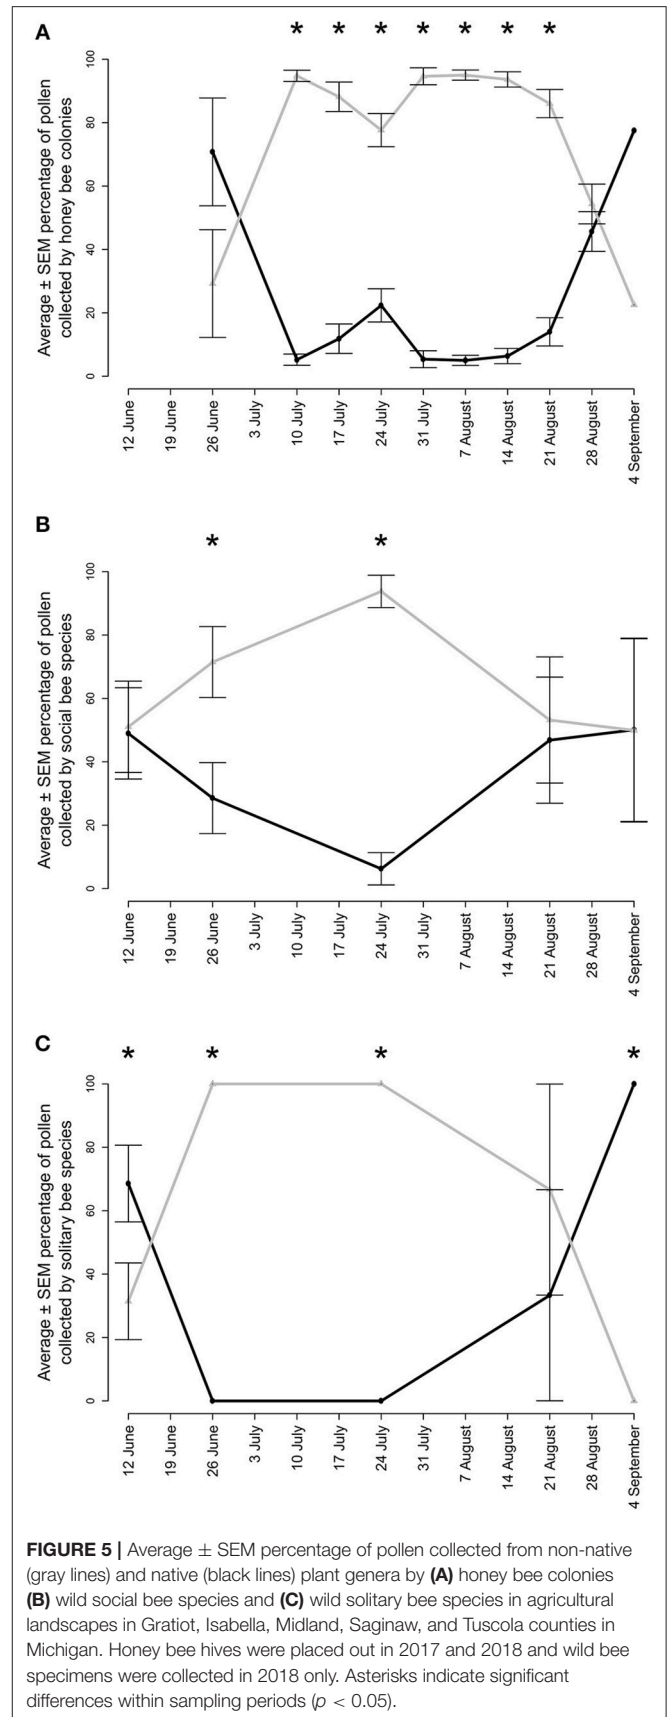 A
* * * * * * * *
Average ± SEM percentage of pollen
collected by honey bee colonies
100
80
60
40
20
0
12 June
19 June
26 June
3 July
10 July
17 July
24 July
31 July
7 August
14 August
21 August
28 August
4 September
B
* *
Average ± SEM percentage of pollen
collected by social bee species
100
80
60
40
20
0
12 June
19 June
26 June
3 July
10 July
17 July
24 July
31 July
7 August
14 August
21 August
28 August
4 September
C
* * * *
Average ± SEM percentage of pollen
collected by solitary bee species
100
80
60
40
20
0
12 June
19 June
26 June
3 July
10 July
17 July
24 July
31 July
7 August
14 August
21 August
28 August
4 September
FIGURE 5 | Average ± SEM percentage of pollen collected from non-native
(gray lines) and native (black lines) plant genera by (A) honey bee colonies
(B) wild social bee species and (C) wild solitary bee species in agricultural
landscapes in Gratiot, Isabella, Midland, Saginaw, and Tuscola counties in
Michigan. Honey bee hives were placed out in 2017 and 2018 and wild bee
specimens were collected in 2018 only. Asterisks indicate significant
differences within sampling periods (p < 0.05).